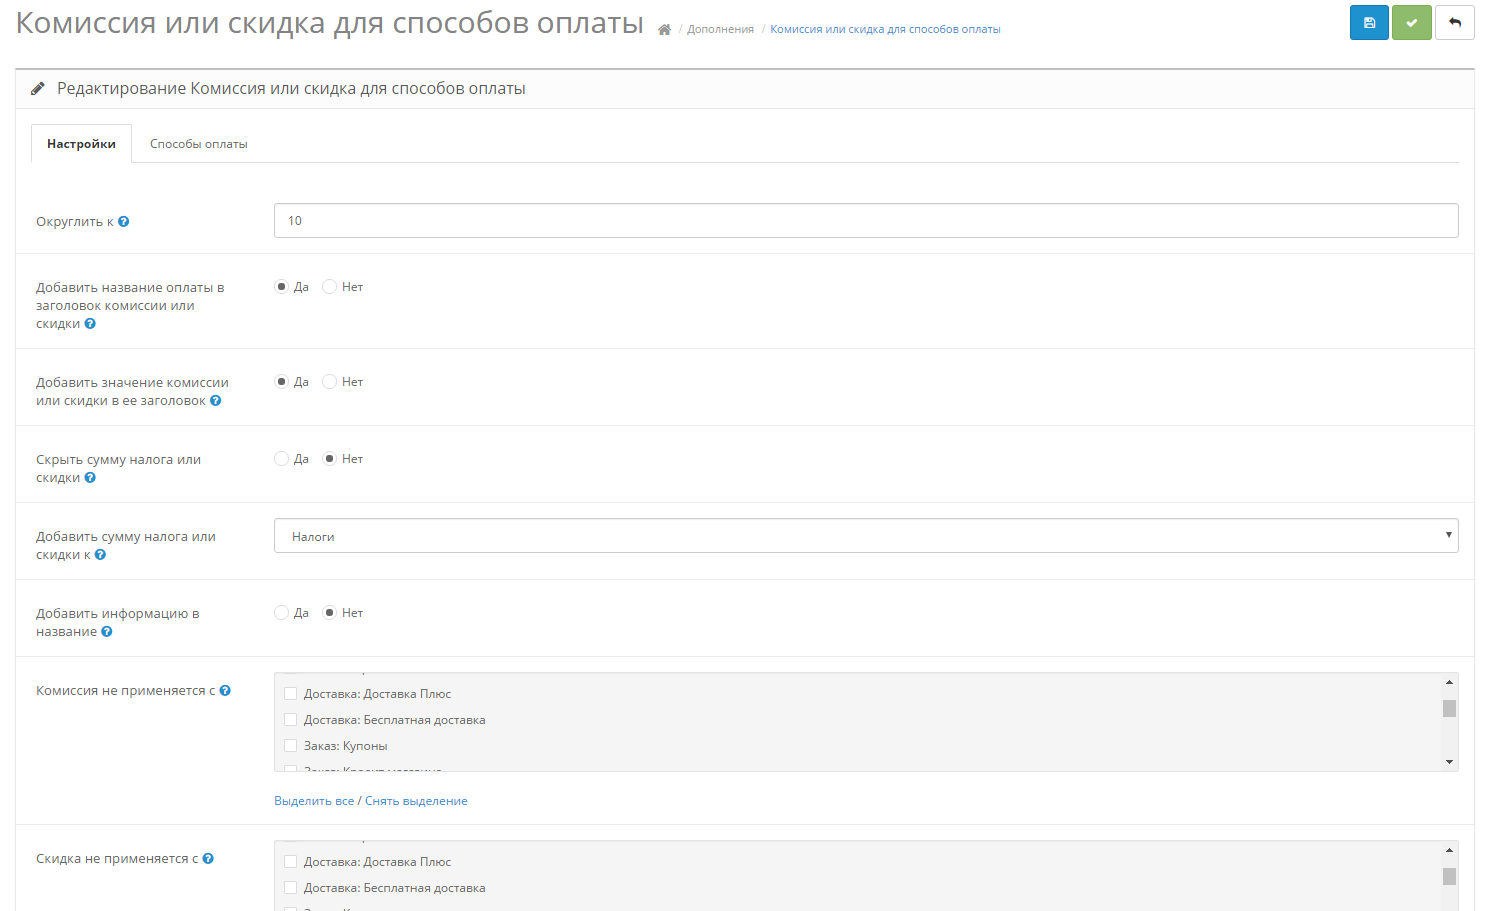 Комиссия или скидка для способов оплаты / Дополнения / Комиссия или скидка для способов оплаты
Редактирование Комиссия или скидка для способов оплаты
Настройки Способы оплаты
Округлить к ? 10
Добавить название оплаты в
заголовок комиссии или
скидки ?
Да Нет
Добавить значение комиссии
или скидки в ее заголовок ?
Да Нет
Скрыть сумму налога или
скидки ?
Да Нет
Добавить сумму налога или
скидки к ?
Налоги
Добавить информацию в
название ?
Да Нет
Комиссия не применяется с ?
Доставка: Доставка Плюс
Доставка: Бесплатная доставка
Заказ: Купоны
Выделить все / Снять выделение
Скидка не применяется с ?
Доставка: Доставка Плюс
Доставка: Бесплатная доставка